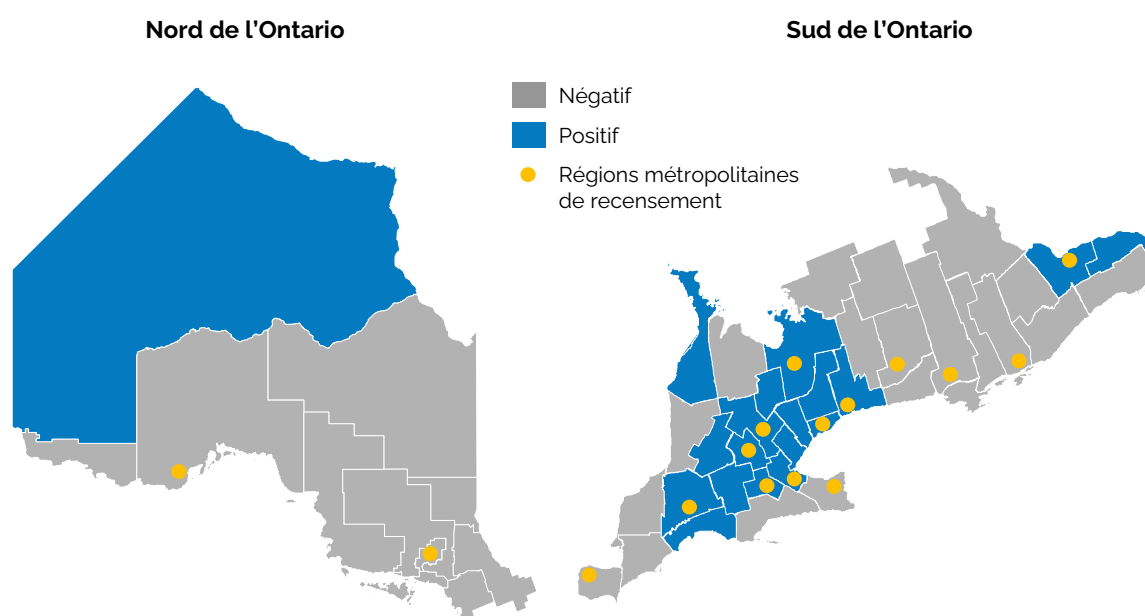 Nord de l’Ontario
Sud de l’Ontario
Négatif
Positif
Régions métropolitaines
de recensement